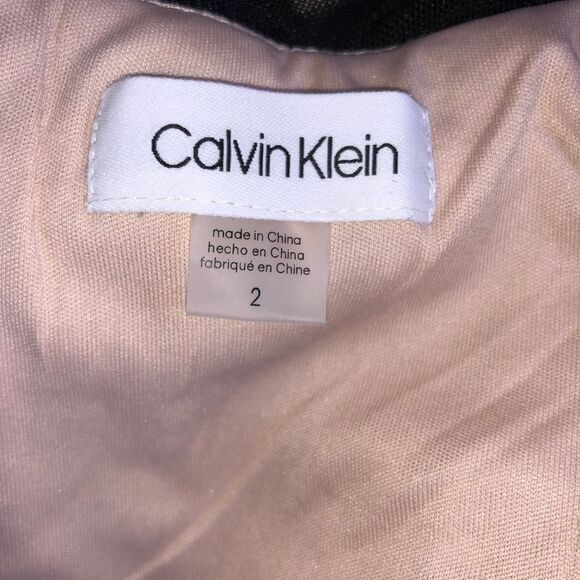 Calvin Klein
made in China
hecho en China
fabriqué en Chine
2